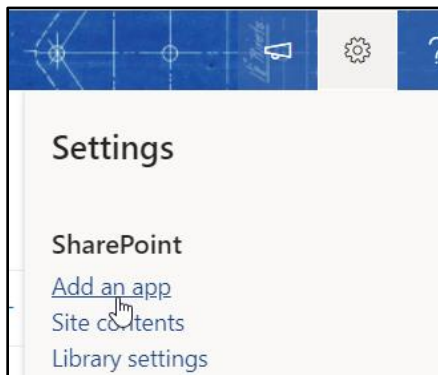 ?
Settings
SharePoint
Add an app
Site contents
Library settings